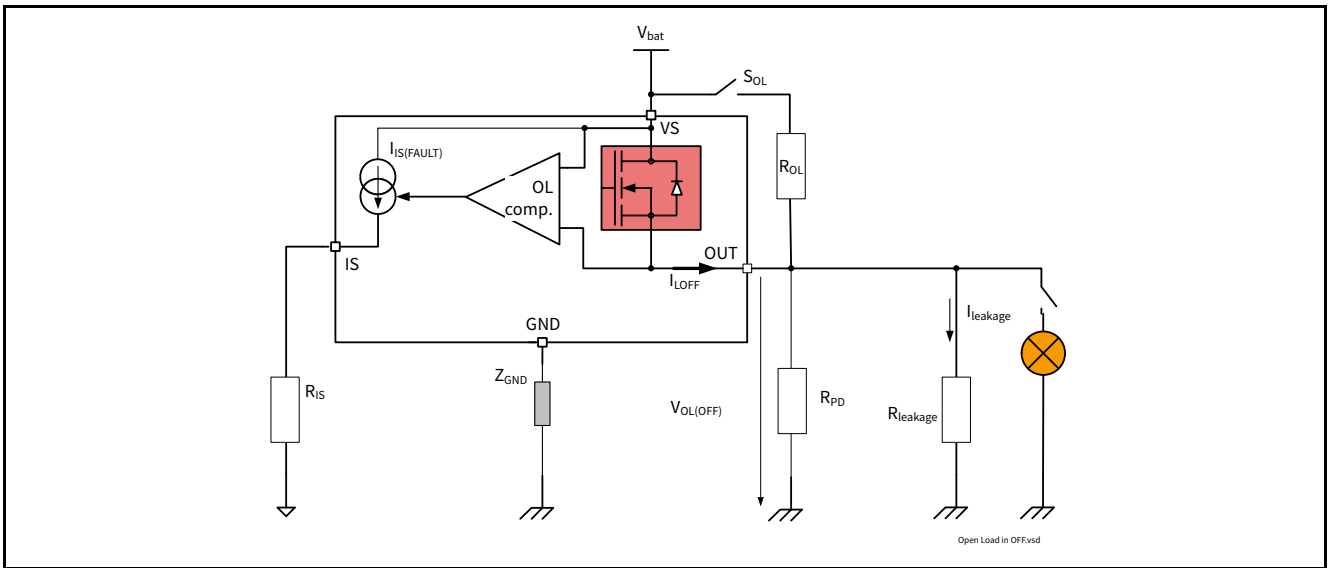 Vbat
SOL
VS
IIS(FAULT)
ROL
OL
comp.
OUT
IS
ILOFF
Ileakage
GND
ZGND
RIS
VOL(OFF)
RPD
Rleakage
Open Load in OFF.vsd